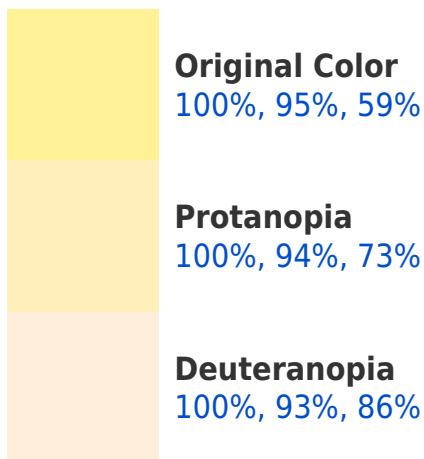 Original Color
100%, 95%, 59%
Protanopia
100%, 94%, 73%
Deuteranopia
100%, 93%, 86%